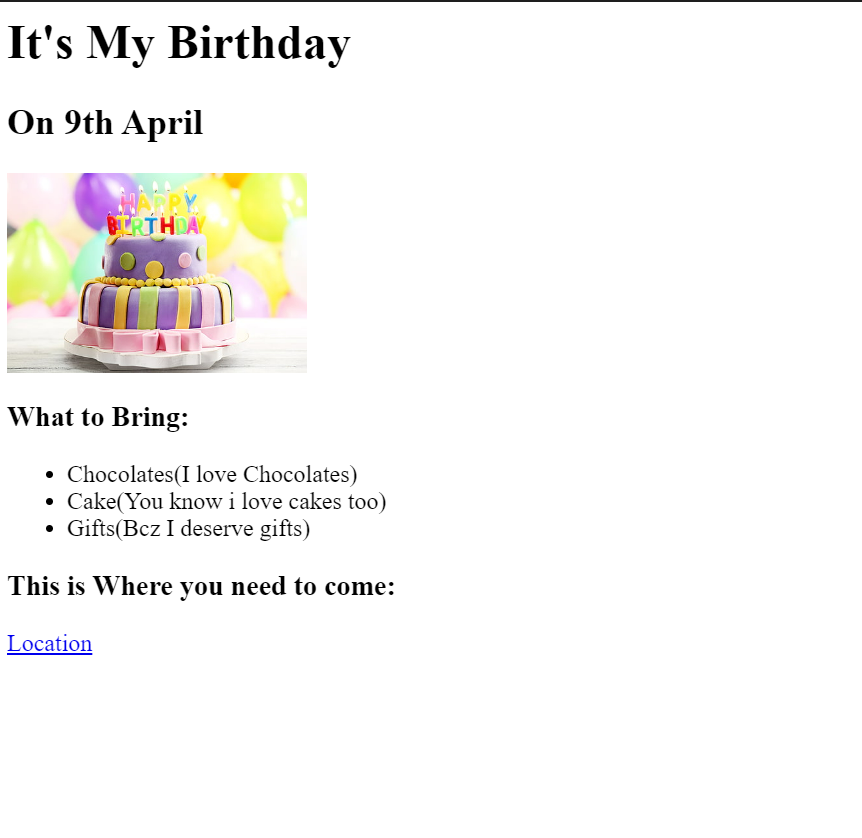 It's My Birthday
On 9th April
HAPPY
BIRTHDAY
What to Bring:
Chocolates(I love Chocolates)
Cake(You know i love cakes too)
Gifts(Bcz I deserve gifts)
This is Where you need to come:
Location